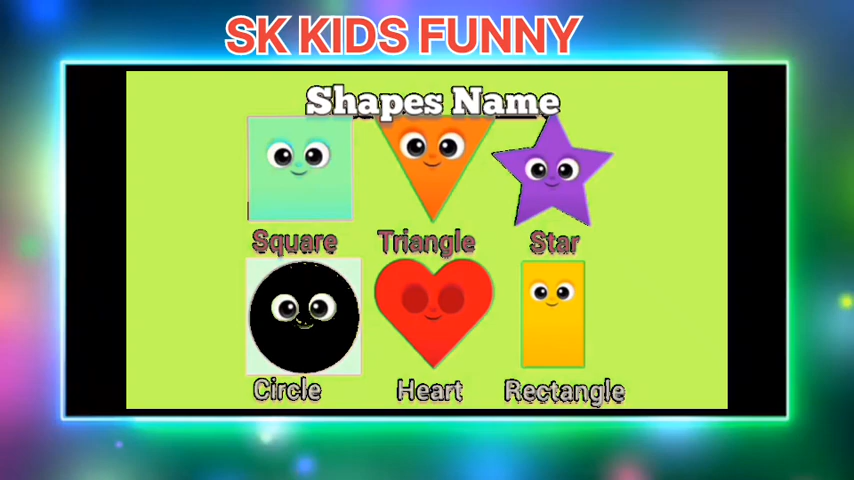 SK KIDS FUNNY
Shapes Name
Square Triangle Star
Circle Heart Rectangle